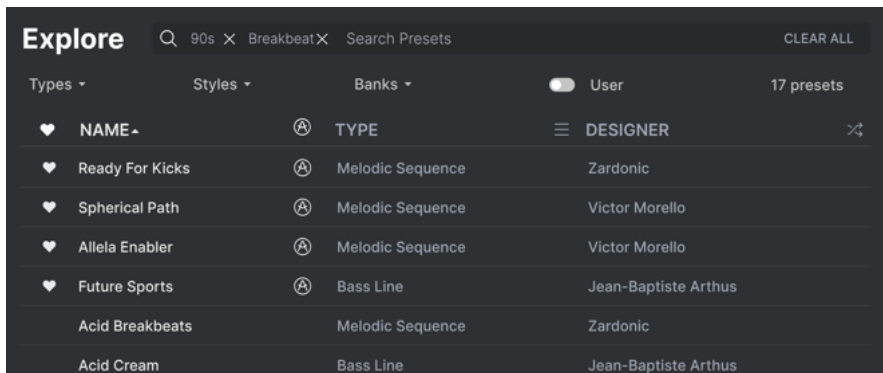 Explore 90s Breakbeat Search Presets CLEAR ALL
Types Styles Banks User 17 presets
NAME TYPE DESIGNER
Ready For Kicks Melodic Sequence Zardonic
Spherical Path Melodic Sequence Victor Morello
Allela Enabler Melodic Sequence Victor Morello
Future Sports Bass Line Jean-Baptiste Arthus
Acid Breakbeats Melodic Sequence Zardonic
Acid Cream Bass Line Jean-Baptiste Arthus